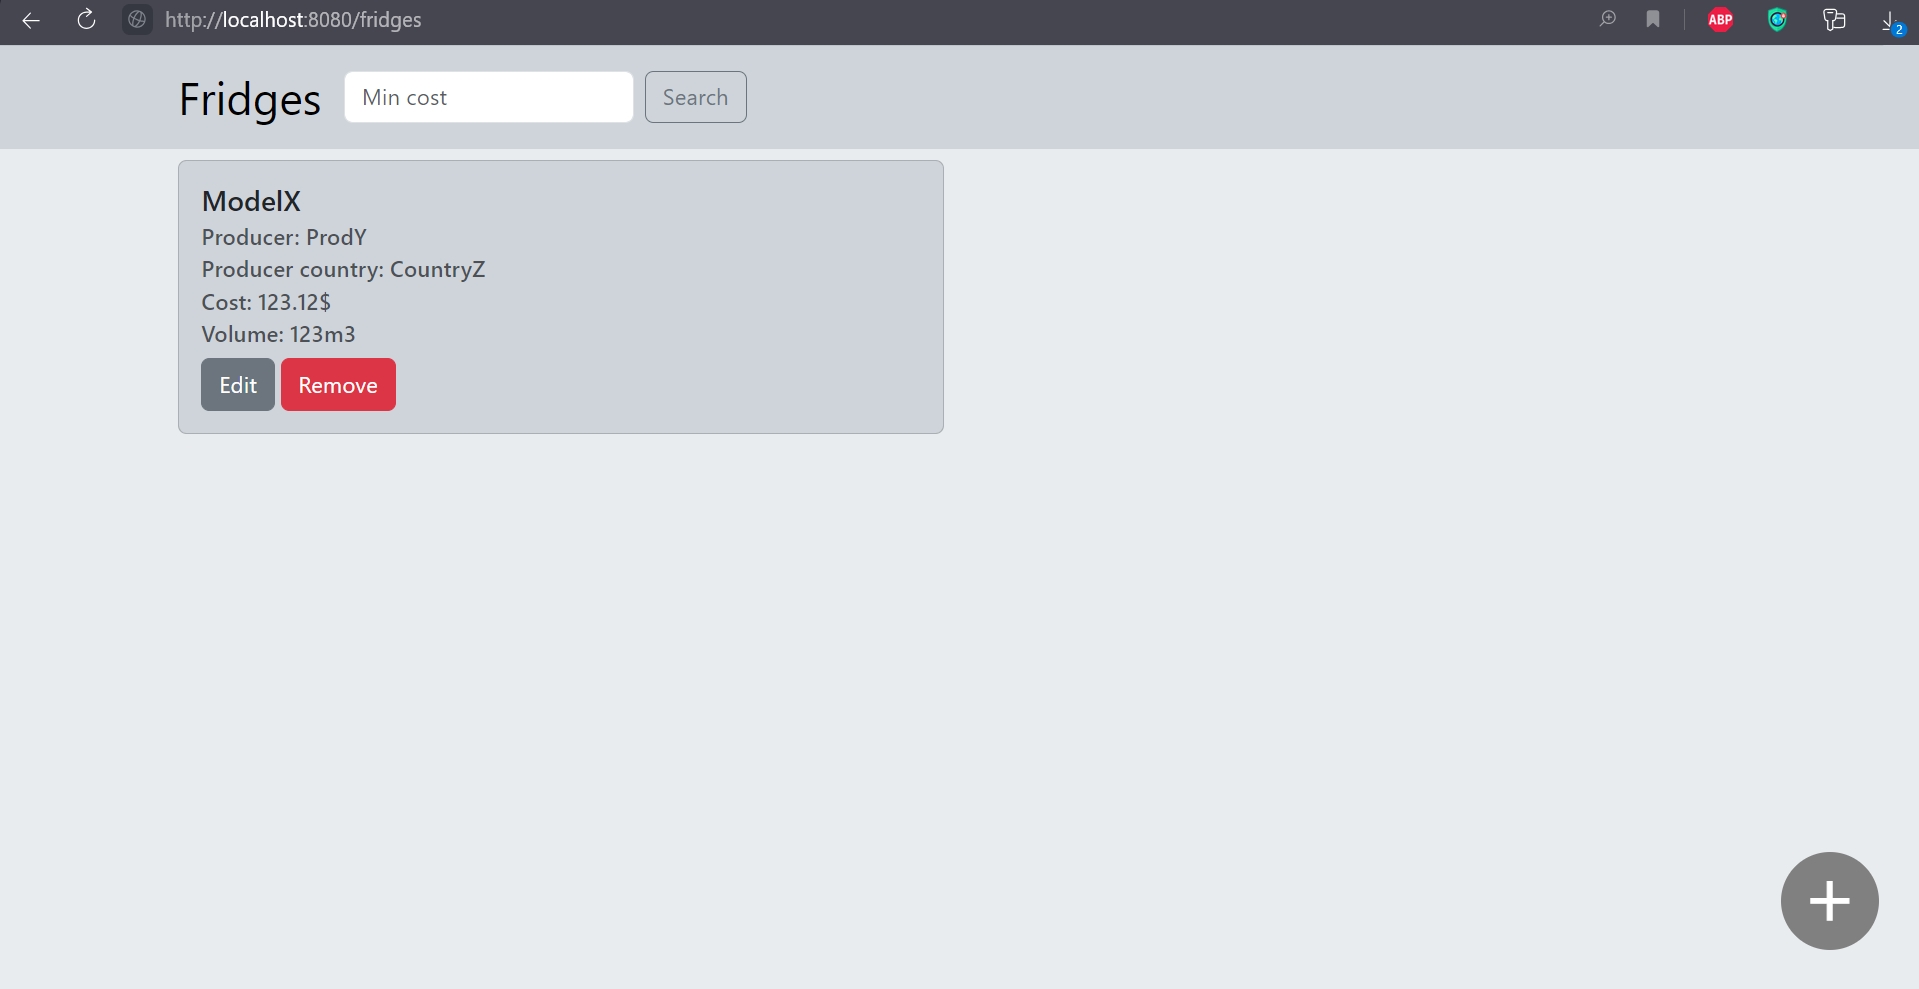 http://localhost:8080/fridges
ABP
2
Fridges
Min cost
Search
ModelX
Producer: ProdY
Producer country: CountryZ
Cost: 123.12$
Volume: 123m3
Edit
Remove